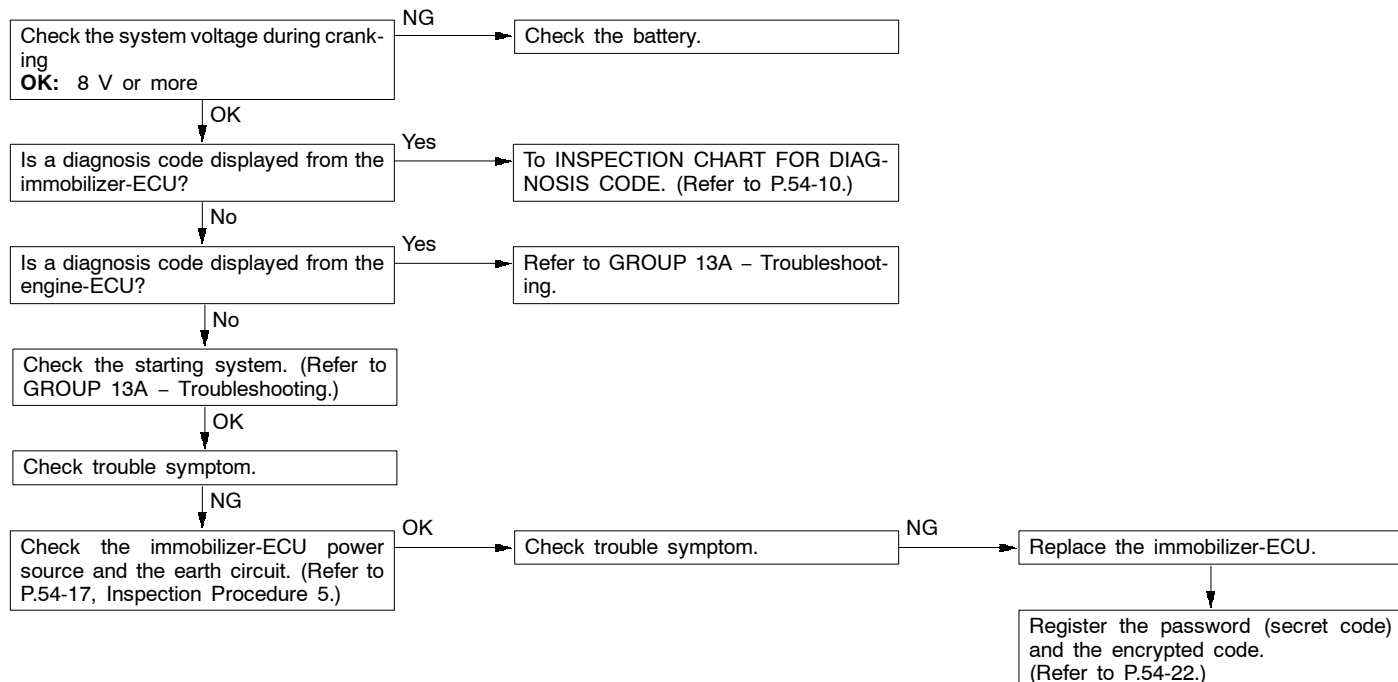 NG
Check the system voltage during crank-
ing
OK: 8 V or more
Check the battery.
OK
Is a diagnosis code displayed from the
immobilizer-ECU?
Yes
To INSPECTION CHART FOR DIAG-
NOSIS CODE. (Refer to P.54-10.)
No
Is a diagnosis code displayed from the
engine-ECU?
Yes
Refer to GROUP 13A – Troubleshoot-
ing.
No
Check the starting system. (Refer to
GROUP 13A – Troubleshooting.)
OK
Check trouble symptom.
NG
Check the immobilizer-ECU power
source and the earth circuit. (Refer to
P.54-17, Inspection Procedure 5.)
OK
Check trouble symptom.
NG
Replace the immobilizer-ECU.
Register the password (secret code)
and the encrypted code.
(Refer to P.54-22.)